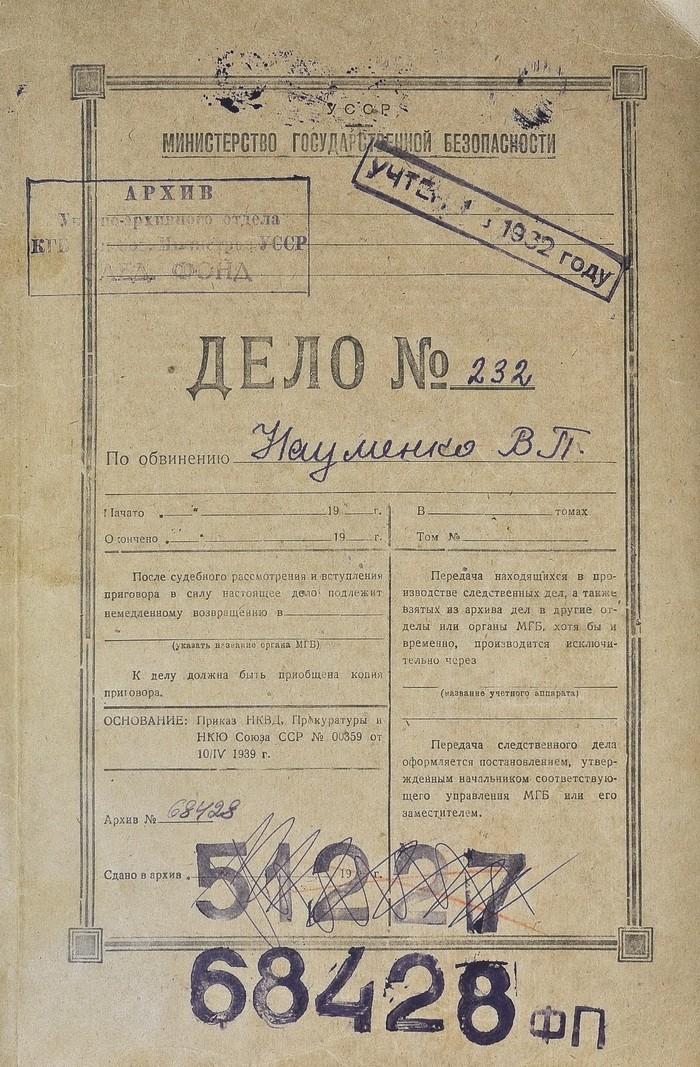 УССР
МИНИСТЕРСТВО ГОСУДАРСТВЕННОЙ БЕЗОПАСНОСТИ
АРХИВ
отдела
КГБ УССР
ФОНД
1932 году
ДЕЛО № 232
По обвинению Науменко В.П.
Начато „ “ 19 г.
Окончено „ “ 19 г.
В томах
Том №
После судебного рассмотрения и вступления
приговора в силу настоящее дело подлежит
немедленному возвращению в
(указать название органа МГБ)
К делу должна быть приобщена копия
приговора.
ОСНОВАНИЕ: Приказ НКВД, Прокуратуры и
НКЮ Союза ССР № 00359 от
10/IV 1939 г.
Архив № 68428
Сдано в архив „ 19 г.
Передача находящихся в про-
изводстве следственных дел, а также
взятых из архива дел в другие от-
делы или органы МГБ, хотя бы и
временно, производится исключи-
тельно через
(название учетного аппарата)
Передача следственного дела
оформляется постановлением, утвер-
жденным начальником соответствую-
щего управления МГБ или его
заместителем.
51227
68428 ФП